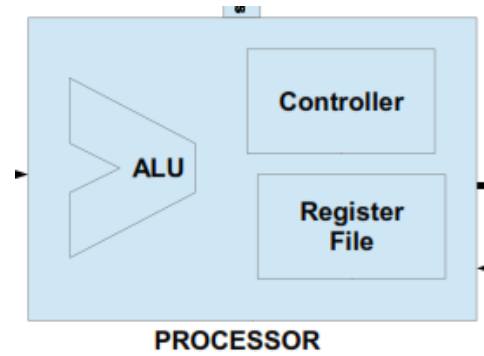 Controller
ALU
Register
File
PROCESSOR